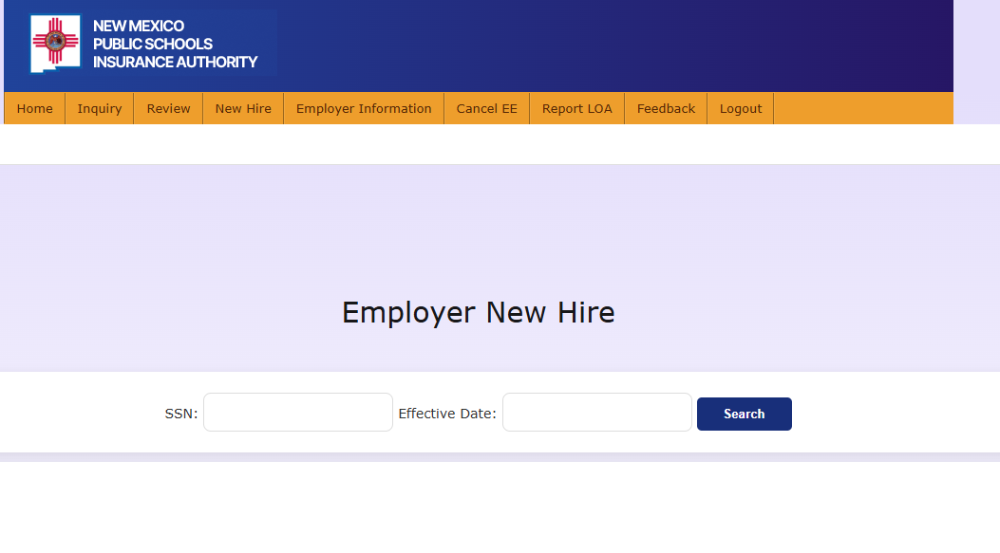 NEW MEXICO
PUBLIC SCHOOLS
INSURANCE AUTHORITY
Home Inquiry Review New Hire Employer Information Cancel EE Report LOA Feedback Logout
Employer New Hire
SSN: Effective Date: Search